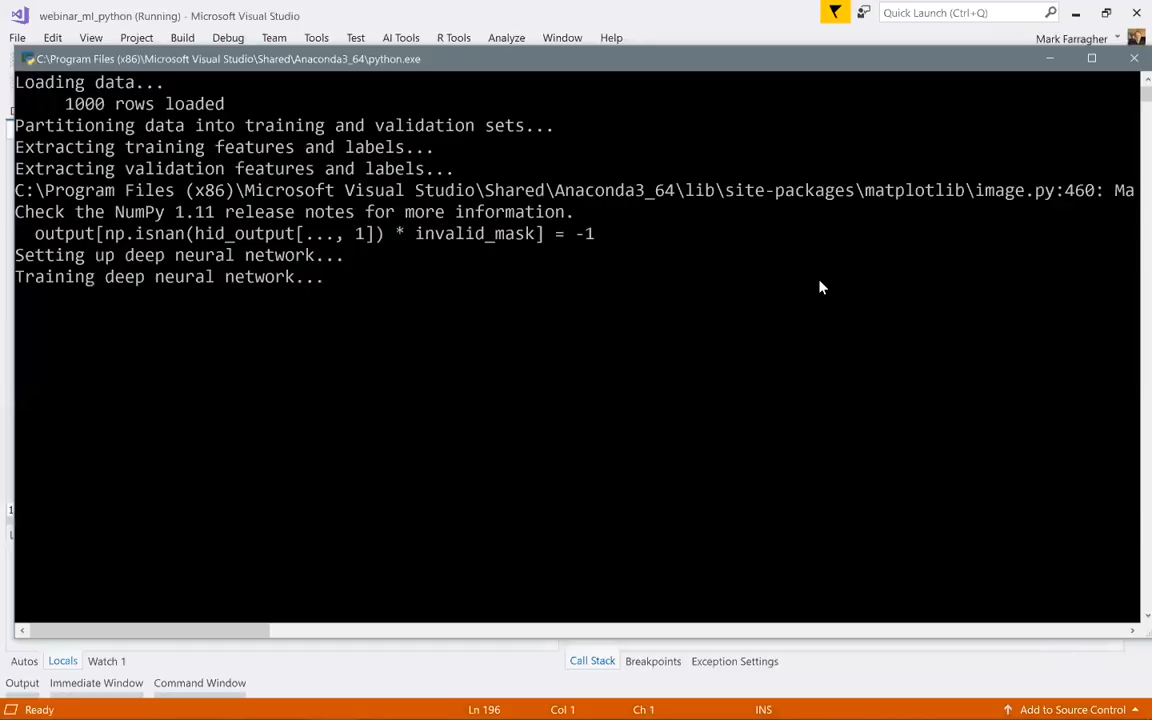 webinar_ml_python (Running) - Microsoft Visual Studio
Quick Launch (Ctrl+Q)
File Edit View Project Build Debug Team Tools Test AI Tools R Tools Analyze Window Help
Mark Farragher
C:\Program Files (x86)\Microsoft Visual Studio\Shared\Anaconda3_64\python.exe
Loading data...
1000 rows loaded
Partitioning data into training and validation sets...
Extracting training features and labels...
Extracting validation features and labels...
C:\Program Files (x86)\Microsoft Visual Studio\Shared\Anaconda3_64\lib\site-packages\matplotlib\image.py:460: Ma
Check the NumPy 1.11 release notes for more information.
output[np.isnan(hid_output[..., 1]) * invalid_mask] = -1
Setting up deep neural network...
Training deep neural network...
Autos Locals Watch 1
Call Stack Breakpoints Exception Settings
Output Immediate Window Command Window
Ready Ln 196 Col 1 Ch 1 INS Add to Source Control